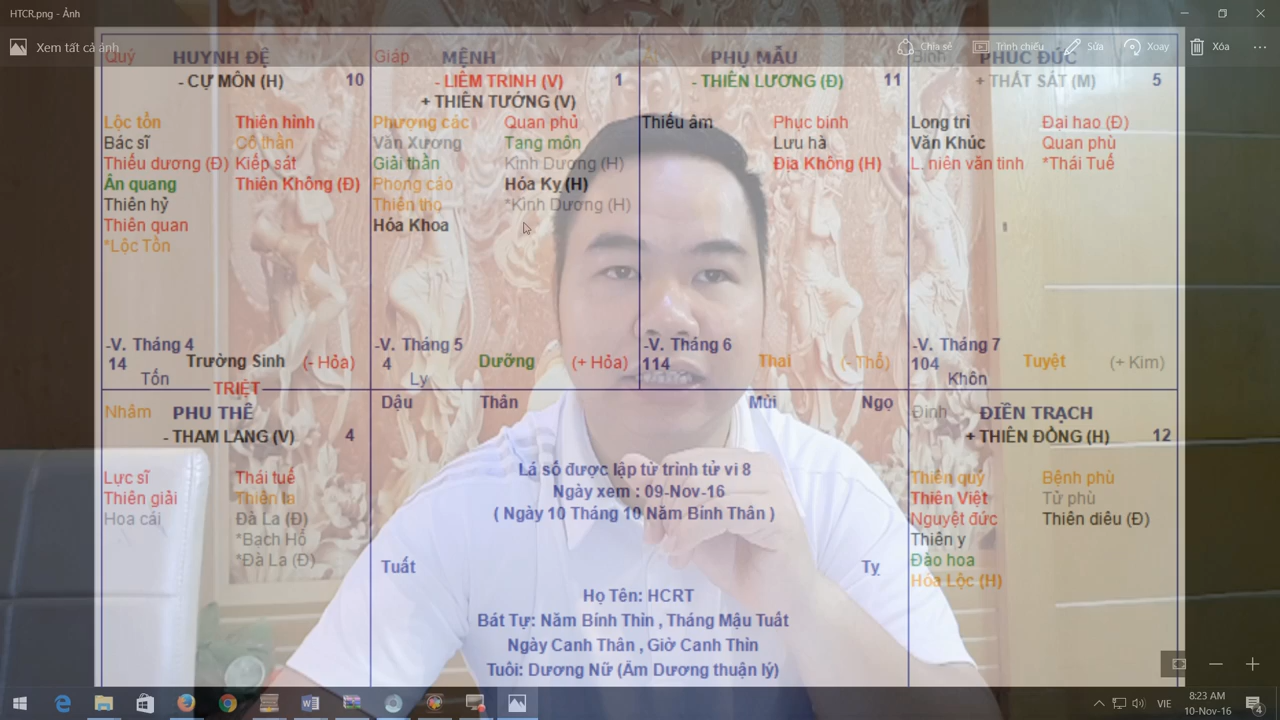 HTCR.png - Ảnh
Xem tất cả ảnh
Chia sẻ
Trình chiếu
Sửa
Xoay
Xóa
Quý HUYNH ĐỆ
- CỰ MÔN (H) 10
Lộc tồn Thiên hình
Bác sĩ Cô thần
Thiếu dương (Đ) Kiếp sát
Ân quang Thiên Không (Đ)
Thiên hỷ
Thiên quan
*Lộc Tồn
-V. Tháng 4
14 Trường Sinh (- Hỏa)
Tốn
Giáp MỆNH
- LIÊM TRINH (V) 1
+ THIÊN TƯỚNG (V)
Phượng các Quan phủ
Văn Xương Tang môn
Giải thần Kình Dương (H)
Phong cáo Hóa Kỵ (H)
Thiên thọ *Kình Dương (H)
Hóa Khoa
-V. Tháng 5
4 Dưỡng (+ Hỏa)
Ly
PHỤ MẪU
- THIÊN LƯƠNG (Đ) 11
Thiếu âm Phục binh
Lưu hà
Địa Không (H)
-V. Tháng 6
114 Thai (- Thổ)
PHÚC ĐỨC
+ THẤT SÁT (M) 5
Long trì Đại hao (Đ)
Văn Khúc Quan phù
L. niên văn tinh *Thái Tuế
-V. Tháng 7
104 Tuyệt (+ Kim)
Khôn
TRIỆT
Nhâm PHU THÊ
- THAM LANG (V) 4
Lực sĩ Thái tuế
Thiên giải Thiên la
Hoa cái Đà La (Đ)
*Bạch Hổ
*Đà La (Đ)
Dậu Thân Mùi Ngọ
Lá số được lập từ trình tử vi 8
Ngày xem : 09-Nov-16
( Ngày 10 Tháng 10 Năm Bính Thân )
Tuất Tỵ
Họ Tên: HCRT
Bát Tự: Năm Bính Thìn , Tháng Mậu Tuất
Ngày Canh Thân , Giờ Canh Thìn
Tuổi: Dương Nữ (Âm Dương thuận lý)
Đinh ĐIỀN TRẠCH
+ THIÊN ĐỒNG (H) 12
Thiên quý Bệnh phù
Thiên Việt Tử phù
Nguyệt đức Thiên diêu (Đ)
Thiên y
Đào hoa
Hóa Lộc (H)
VIE
8:23 AM
10-Nov-16
4